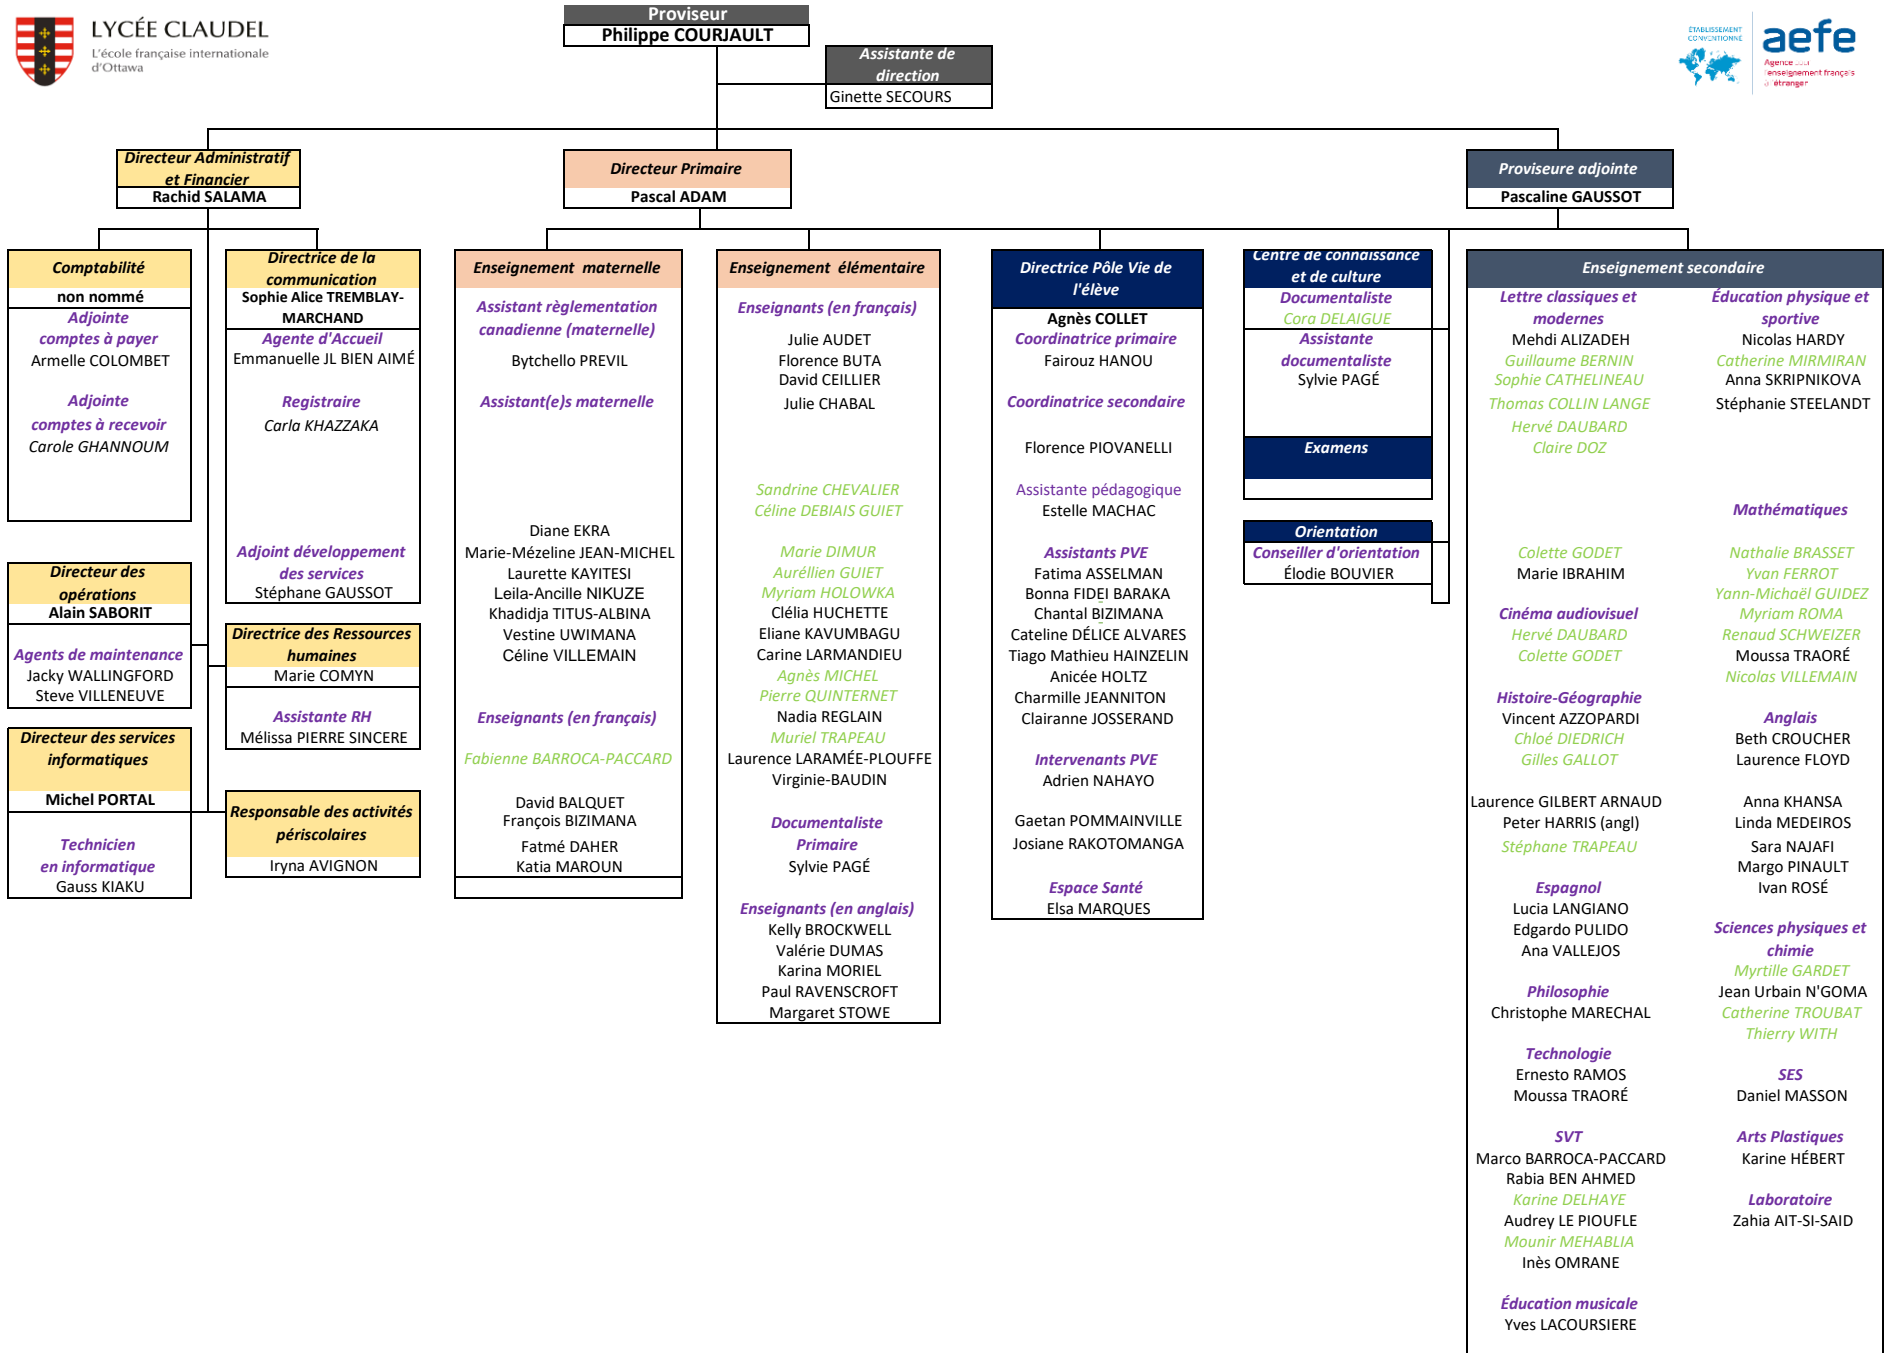 LYCÉE CLAUDEL
L'école française internationale
d'Ottawa
Proviseur
Philippe COURJAULT
Assistante de
direction
Ginette SECOURS
ÉTABLISSEMENT
CONVENTIONNÉ
aefe
Agence pour
l'enseignement français
à l'étranger
Directeur Administratif
et Financier
Rachid SALAMA
Directeur Primaire
Pascal ADAM
Proviseure adjointe
Pascaline GAUSSOT
Comptabilité
non nommé
Adjointe
comptes à payer
Armelle COLOMBET
Adjointe
comptes à recevoir
Carole GHANNOUM
Directeur des
opérations
Alain SABORIT
Agents de maintenance
Jacky WALLINGFORD
Steve VILLENEUVE
Directeur des services
informatiques
Michel PORTAL
Technicien
en informatique
Gauss KIAKU
Directrice de la
communication
Sophie Alice TREMBLAY-
MARCHAND
Agente d'Accueil
Emmanuelle JL BIEN AIMÉ
Registraire
Carla KHAZZAKA
Adjoint développement
des services
Stéphane GAUSSOT
Directrice des Ressources
humaines
Marie COMYN
Assistante RH
Mélissa PIERRE SINCERE
Responsable des activités
périscolaires
Iryna AVIGNON
Enseignement maternelle
Assistant règlementation
canadienne (maternelle)
Bytchello PREVIL
Assistant(e)s maternelle
Diane EKRA
Marie-Mézeline JEAN-MICHEL
Laurette KAYITESI
Leila-Ancille NIKUZE
Khadidja TITUS-ALBINA
Vestine UWIMANA
Céline VILLEMAIN
Enseignants (en français)
Fabienne BARROCA-PACCARD
David BALQUET
François BIZIMANA
Fatmé DAHER
Katia MAROUN
Enseignement élémentaire
Enseignants (en français)
Julie AUDET
Florence BUTA
David CEILLIER
Julie CHABAL
Sandrine CHEVALIER
Céline DEBIAIS GUIET
Marie DIMUR
Auréllien GUIET
Myriam HOLOWKA
Clélia HUCHETTE
Eliane KAVUMBAGU
Carine LARMANDIEU
Agnès MICHEL
Pierre QUINTERNET
Nadia REGLAIN
Muriel TRAPEAU
Laurence LARAMÉE-PLOUFFE
Virginie-BAUDIN
Documentaliste
Primaire
Sylvie PAGÉ
Enseignants (en anglais)
Kelly BROCKWELL
Valérie DUMAS
Karina MORIEL
Paul RAVENSCROFT
Margaret STOWE
Directrice Pôle Vie de
l'élève
Agnès COLLET
Coordinatrice primaire
Fairouz HANOU
Coordinatrice secondaire
Florence PIOVANELLI
Assistante pédagogique
Estelle MACHAC
Assistants PVE
Fatima ASSELMAN
Bonna FIDEI BARAKA
Chantal BIZIMANA
Cateline DÉLICE ALVARES
Tiago Mathieu HAINZELIN
Anicée HOLTZ
Charmille JEANNITON
Clairanne JOSSERAND
Intervenants PVE
Adrien NAHAYO
Gaetan POMMAINVILLE
Josiane RAKOTOMANGA
Espace Santé
Elsa MARQUES
Centre de connaissance
et de culture
Documentaliste
Cora DELAIGUE
Assistante
documentaliste
Sylvie PAGÉ
Examens
Orientation
Conseiller d'orientation
Élodie BOUVIER
Enseignement secondaire
Lettre classiques et
modernes
Mehdi ALIZADEH
Guillaume BERNIN
Sophie CATHELINEAU
Thomas COLLIN LANGE
Hervé DAUBARD
Claire DOZ
Colette GODET
Marie IBRAHIM
Cinéma audiovisuel
Hervé DAUBARD
Colette GODET
Histoire-Géographie
Vincent AZZOPARDI
Chloé DIEDRICH
Gilles GALLOT
Laurence GILBERT ARNAUD
Peter HARRIS (angl)
Stéphane TRAPEAU
Espagnol
Lucia LANGIANO
Edgardo PULIDO
Ana VALLEJOS
Philosophie
Christophe MARECHAL
Technologie
Ernesto RAMOS
Moussa TRAORÉ
SVT
Marco BARROCA-PACCARD
Rabia BEN AHMED
Karine DELHAYE
Audrey LE PIOUFLE
Mounir MEHABLIA
Inès OMRANE
Éducation musicale
Yves LACOURSIERE
Éducation physique et
sportive
Nicolas HARDY
Catherine MIRMIRAN
Anna SKRIPNIKOVA
Stéphanie STEELANDT
Mathématiques
Nathalie BRASSET
Yvan FERROT
Yann-Michaël GUIDEZ
Myriam ROMA
Renaud SCHWEIZER
Moussa TRAORÉ
Nicolas VILLEMAIN
Anglais
Beth CROUCHER
Laurence FLOYD
Anna KHANSA
Linda MEDEIROS
Sara NAJAFI
Margo PINAULT
Ivan ROSÉ
Sciences physiques et
chimie
Myrtille GARDET
Jean Urbain N'GOMA
Catherine TROUBAT
Thierry WITH
SES
Daniel MASSON
Arts Plastiques
Karine HÉBERT
Laboratoire
Zahia AIT-SI-SAID